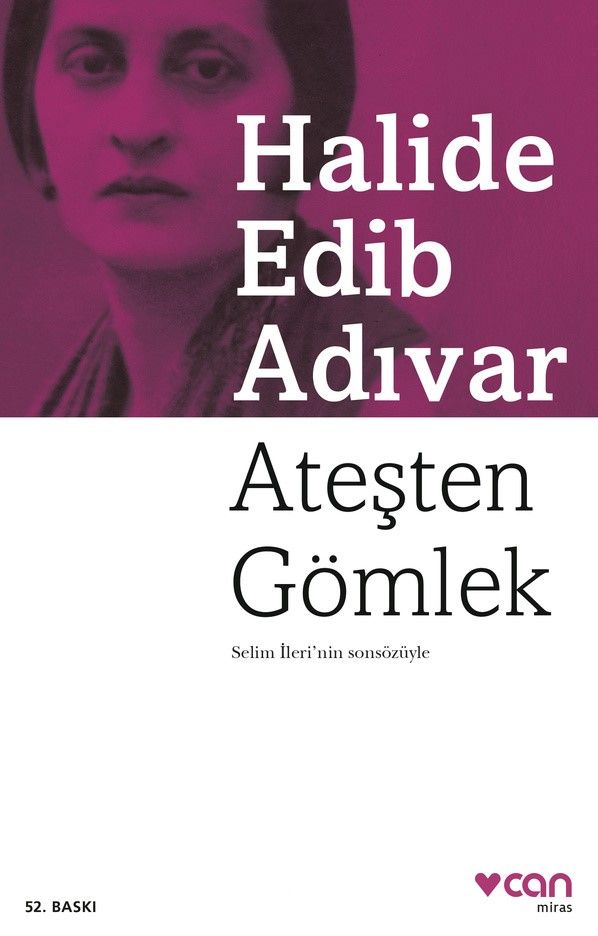 Halide
Edib
Adıvar
Ateşten
Gömlek
Selim İleri’nin sonsözüyle
can
miras
52. BASKI